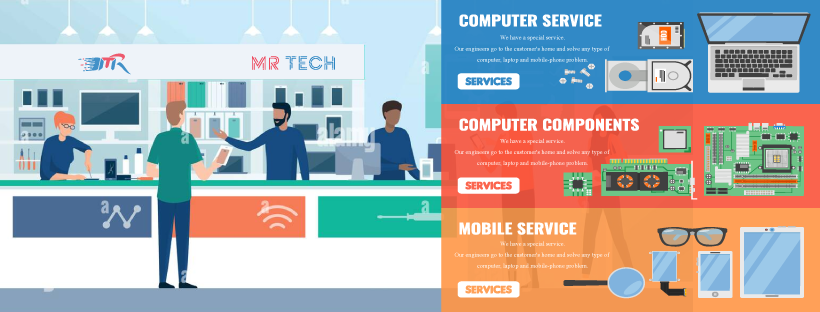 MR
MR TECH
alamy
COMPUTER SERVICE
We have a special service.
Our engineers go to the customer's home and solve any type of
computer, laptop and mobile-phone problem.
SERVICES
COMPUTER COMPONENTS
We have a special service.
Our engineers go to the customer's home and solve any type of
computer, laptop and mobile-phone problem.
SERVICES
MOBILE SERVICE
We have a special service.
Our engineers go to the customer's home and solve any type of
computer, laptop and mobile-phone problem.
SERVICES